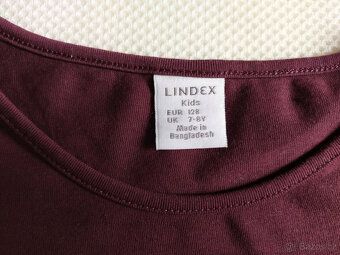 LINDEX
Kids
EUR 128
UK 7-8Y
Made in
Bangladesh